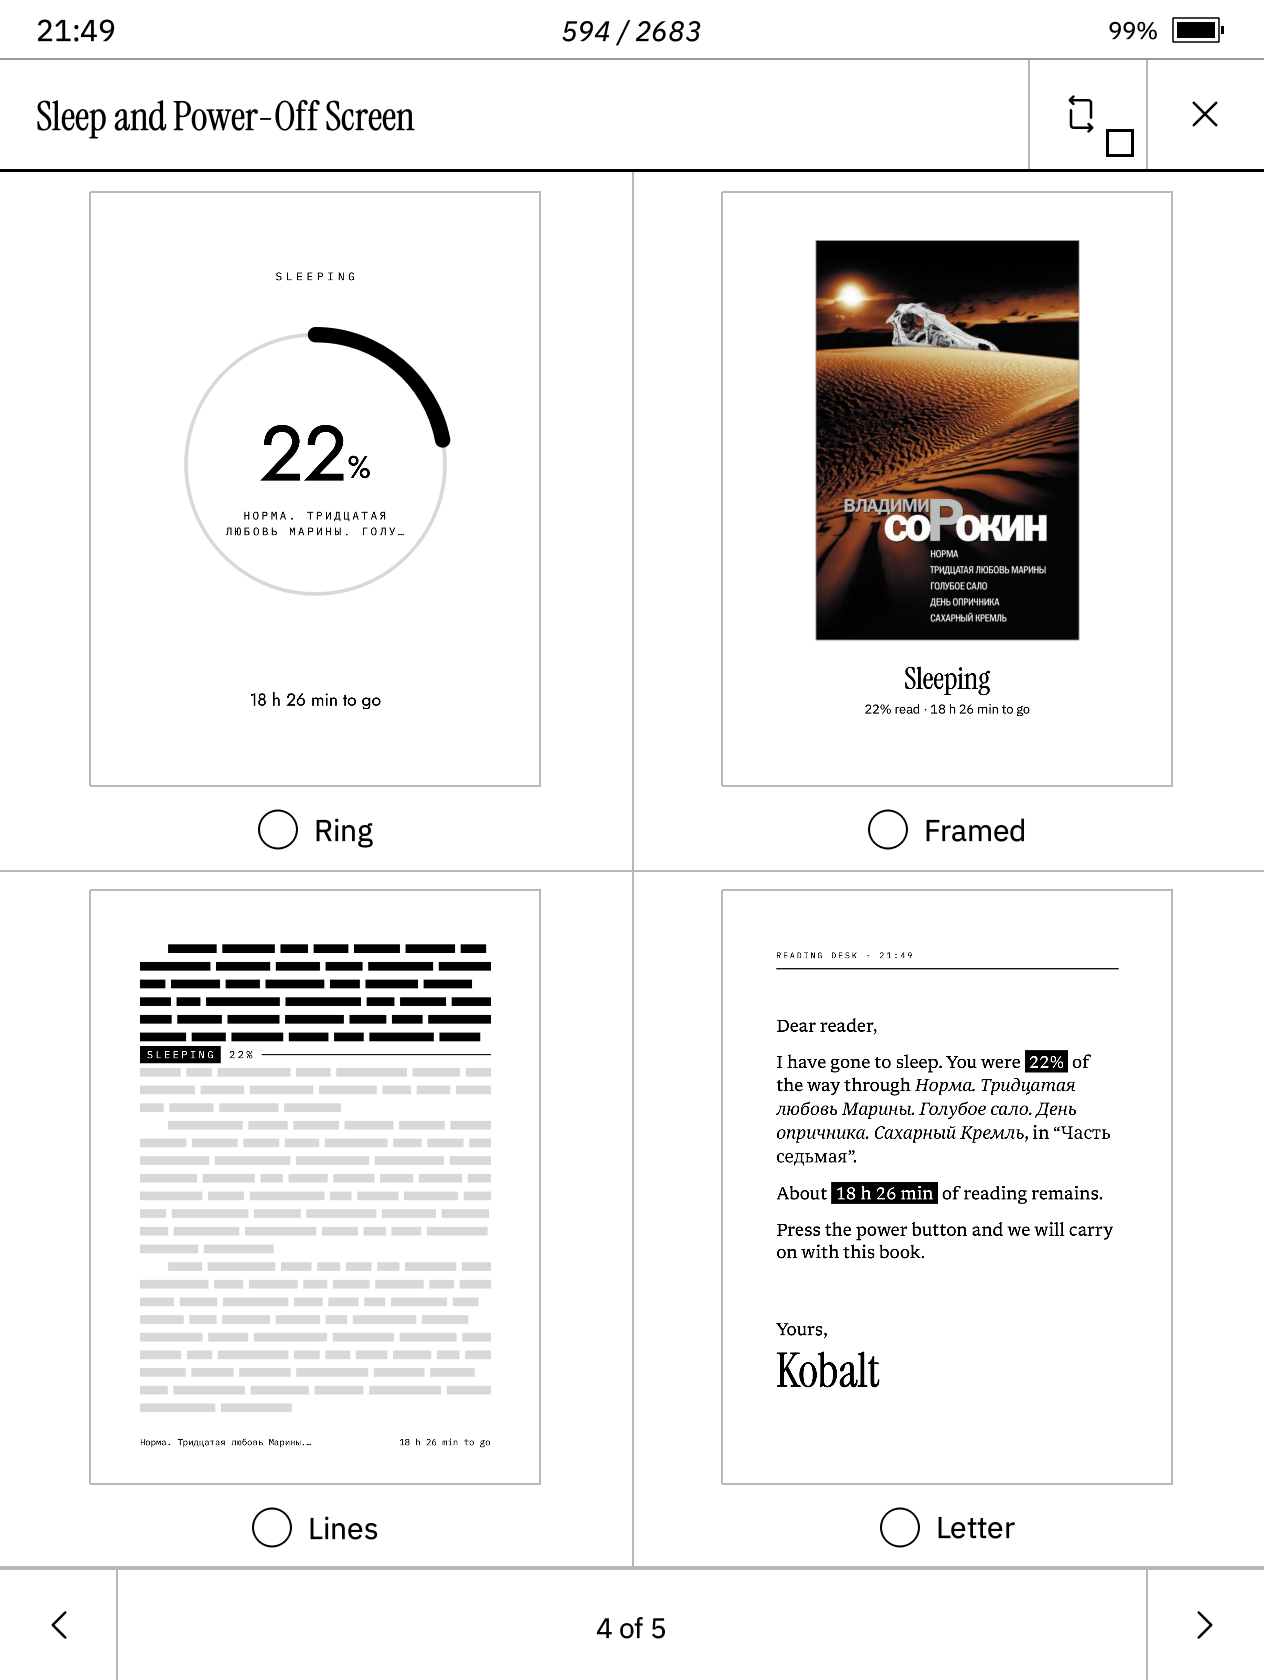 21:49
594 / 2683
99%
Sleep and Power-Off Screen
SLEEPING
22%
НОРМА. ТРИДЦАТАЯ
ЛЮБОВЬ МАРИНЫ. ГОЛУ…
18 h 26 min to go
Ring
ВЛАДИМИР
СОРОКИН
НОРМА
ТРИДЦАТАЯ ЛЮБОВЬ МАРИНЫ
ГОЛУБОЕ САЛО
ДЕНЬ ОПРИЧНИКА
САХАРНЫЙ КРЕМЛЬ
Sleeping
22% read · 18 h 26 min to go
Framed
SLEEPING 22%
Норма. Тридцатая любовь Марины.…
18 h 26 min to go
Lines
READING DESK · 21:49
Dear reader,
I have gone to sleep. You were 22% of
the way through Норма. Тридцатая
любовь Марины. Голубое сало. День
опричника. Сахарный Кремль, in “Часть
седьмая”.
About 18 h 26 min of reading remains.
Press the power button and we will carry
on with this book.
Yours,
Kobalt
Letter
4 of 5